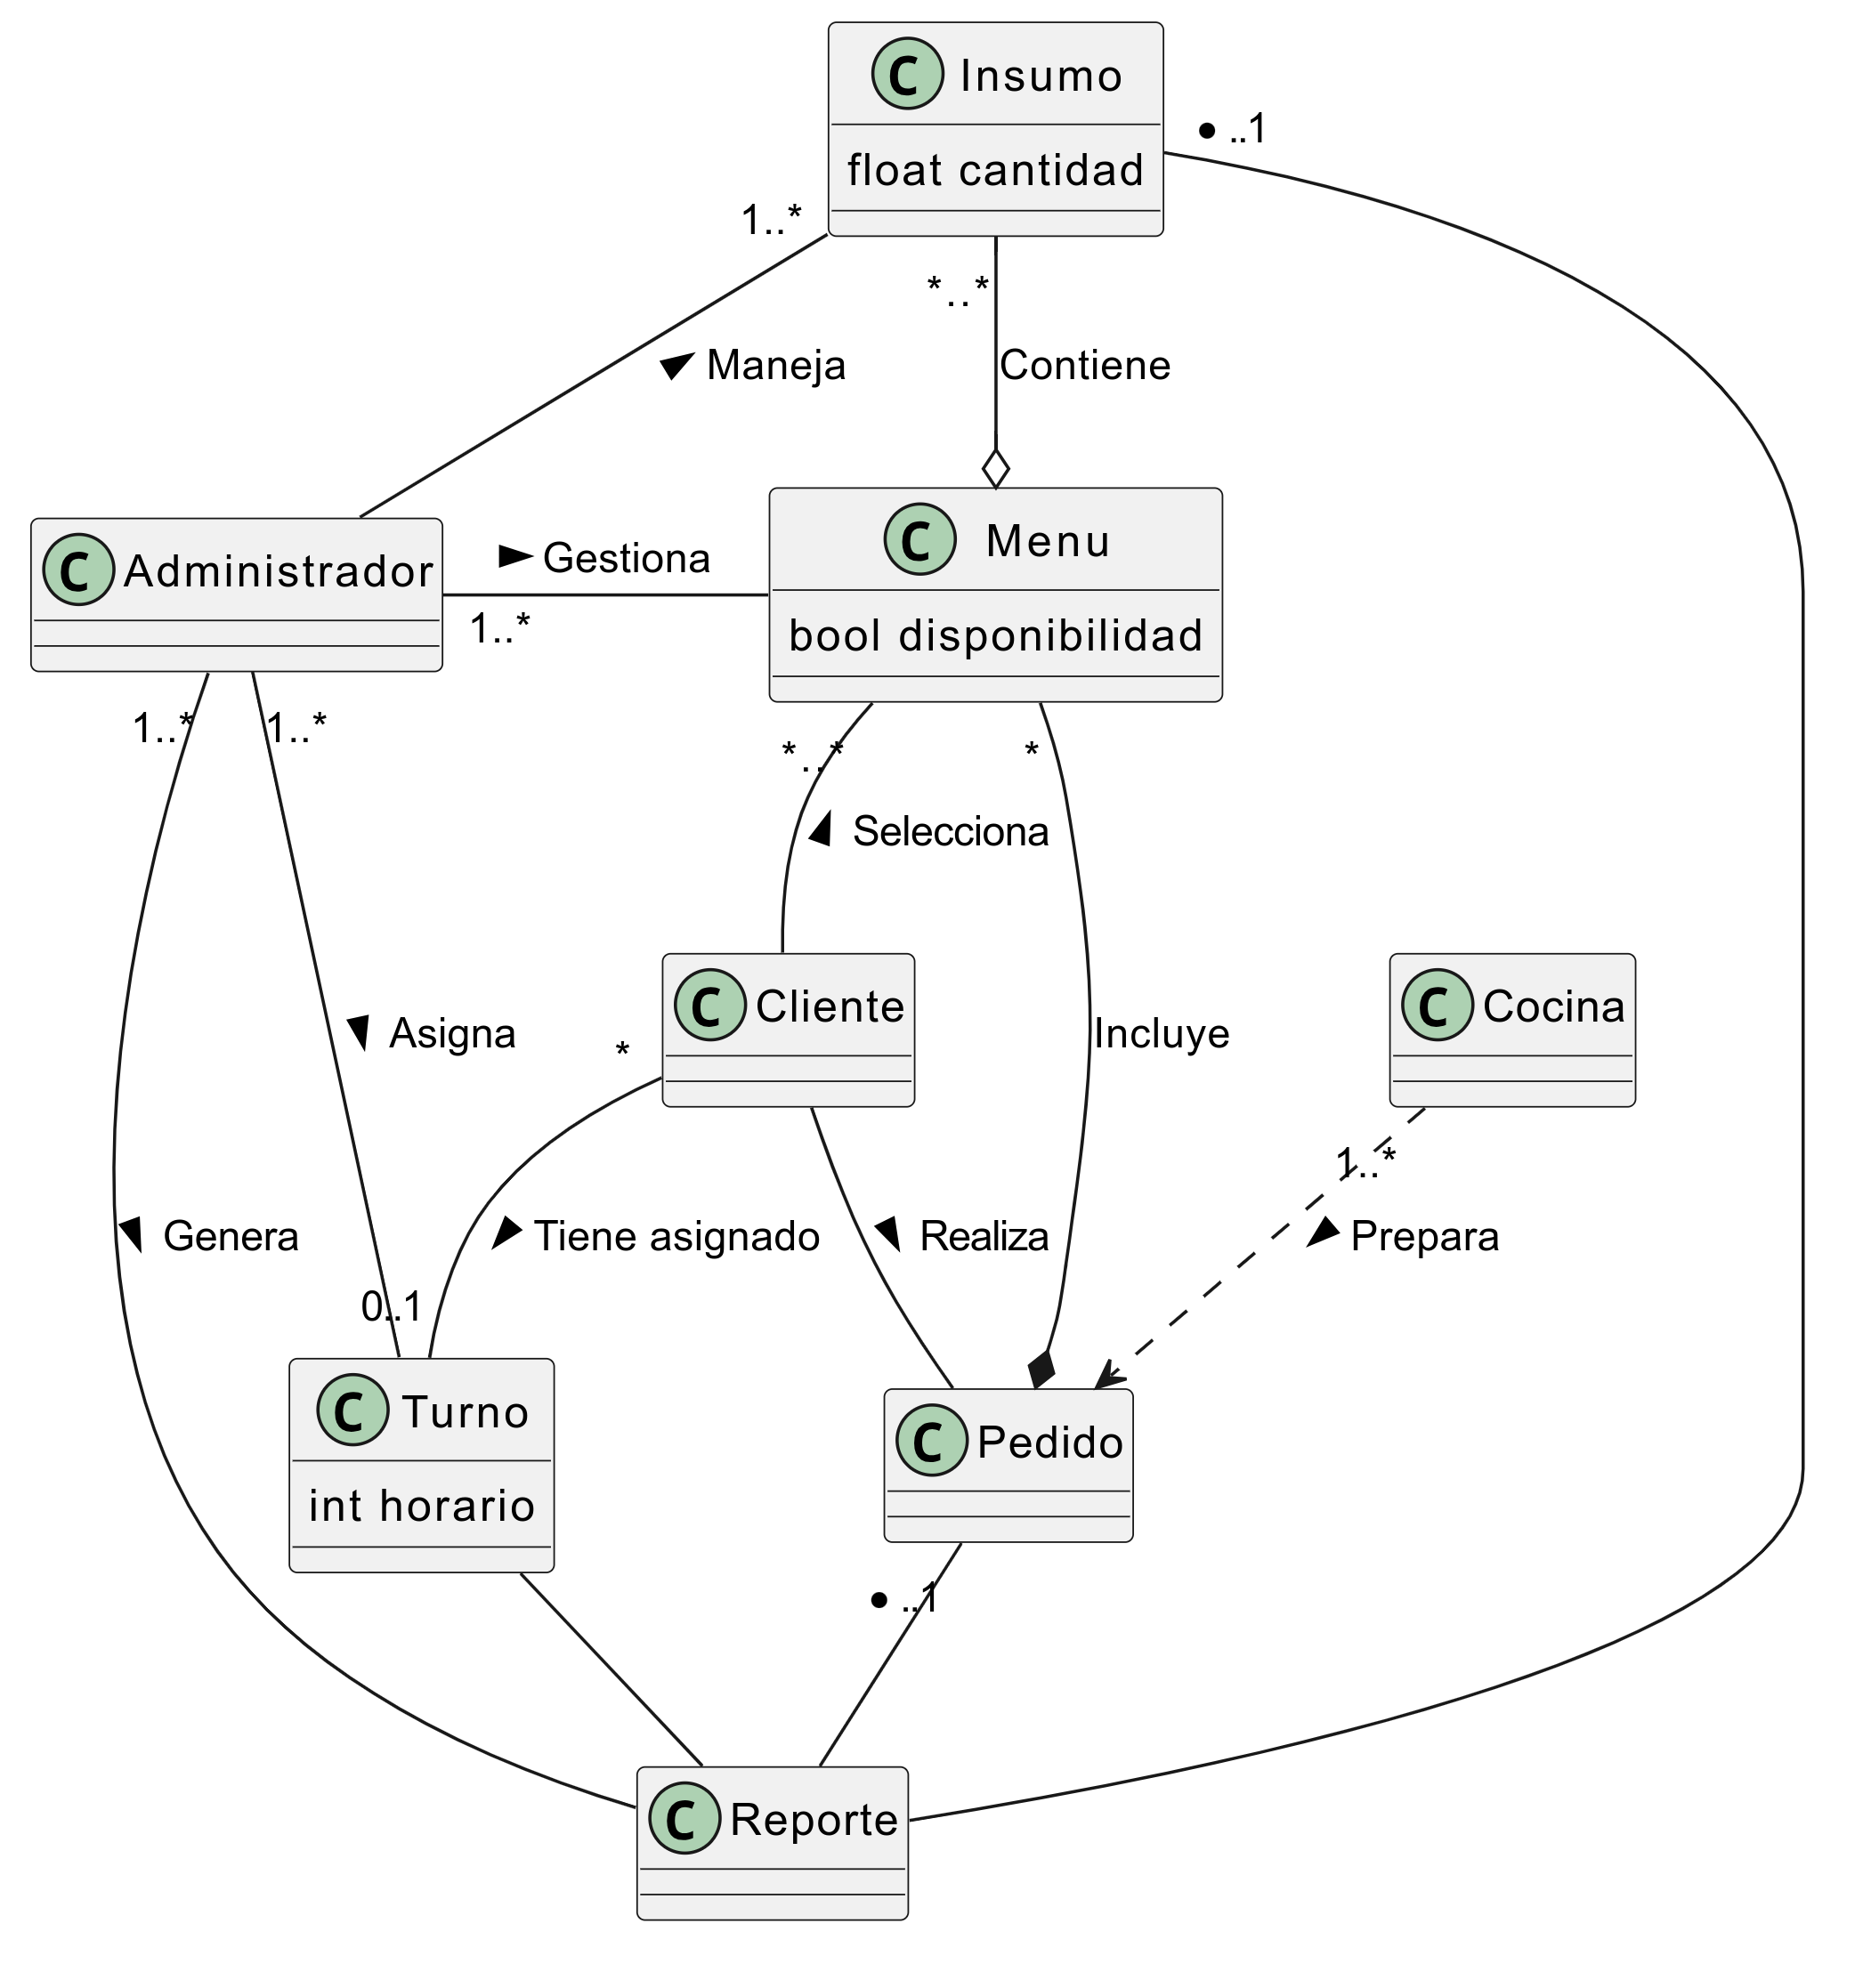 C Insumo
float cantidad
● ..1
1..*
*..*
Maneja
Contiene
C Administrador
Gestiona
1..*
C Menu
bool disponibilidad
1..*
1..*
*..*
*
Selecciona
C Cliente
C Cocina
Asigna
*
Incluye
1..*
Genera
Tiene asignado
Realiza
Prepara
0..1
C Turno
int horario
C Pedido
● ..1
C Reporte